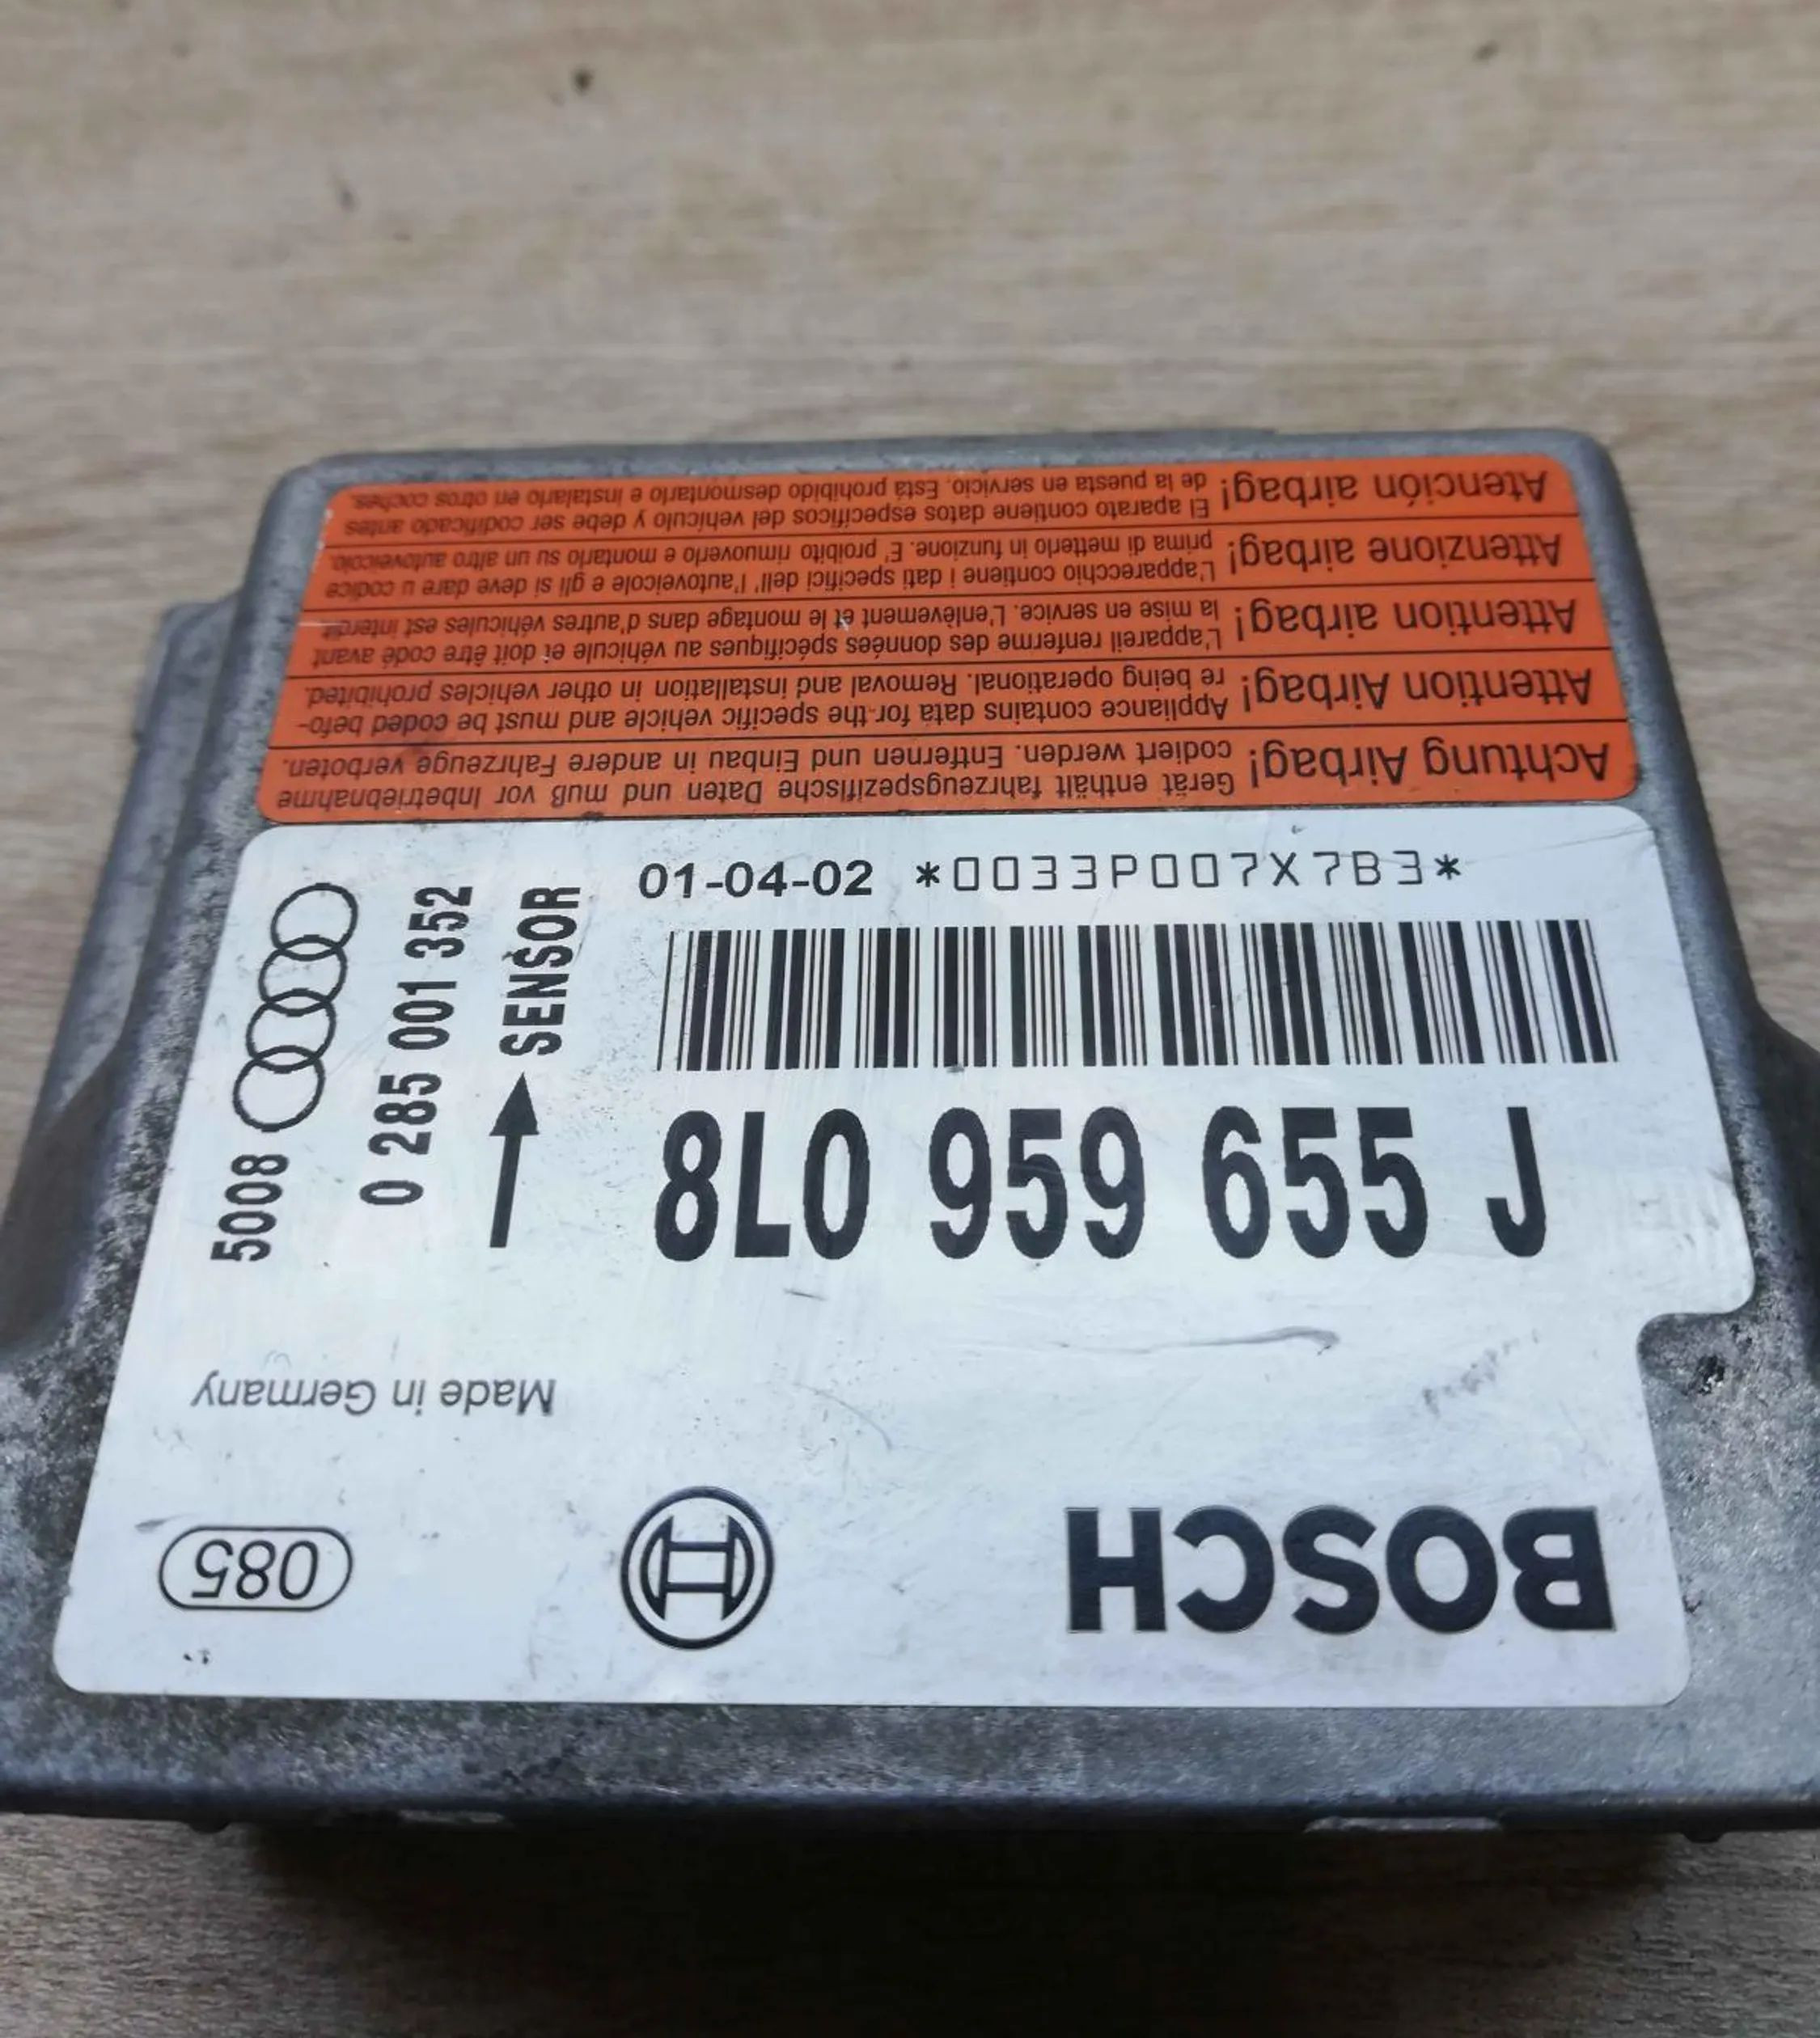 Atención airbag! El aparato contiene datos específicos del vehículo y debe ser codificado antes
de la puesta en servicio. Está prohibido desmontarlo e instalarlo en otros coches.
Attenzione airbag! L'apparecchio contiene i dati specifici dell' l'autoveicole e gli si deve dare u codice
prima di metterlo in funzione. E' proibito rimuoverlo e montarlo su un altro autoveicolo.
Attention airbag! L'appareil renferme des données spécifiques au véhicule et doit être codé avant
la mise en service. L'enlèvement et le montage dans d'autres véhicules est interdit
Attention Airbag! Appliance contains data for the specific vehicle and must be coded befo-
re being operational. Removal and installation in other vehicles prohibited.
Achtung Airbag! Gerät enthält fahrzeugspezifische Daten und muß vor Inbetriebnahme
codiert werden. Entfernen und Einbau in andere Fahrzeuge verboten.
01-04-02 *0033P007X7B3*
8L0 959 655 J
5008
0 285 001 352
SENSOR
Made in Germany
085
BOSCH